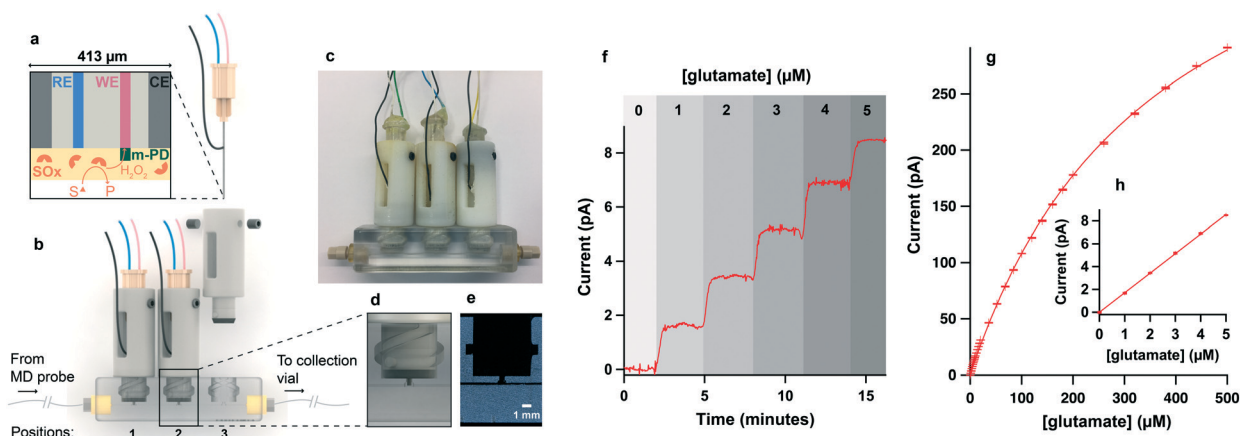 a
413 µm
RE WE CE
SOx m-PD
H₂O₂
S P
b
From
MD probe
To collection
vial
Positions: 1 2 3
c
d
e
1 mm
f
[glutamate] (µM)
0 1 2 3 4 5
Current (pA)
8
6
4
2
0
0 5 10 15
Time (minutes)
g
Current (pA)
250
200
150
100
50
0
0 100 200 300 400 500
[glutamate] (µM)
h
Current (pA)
8
6
4
2
0
0 1 2 3 4 5
[glutamate] (µM)